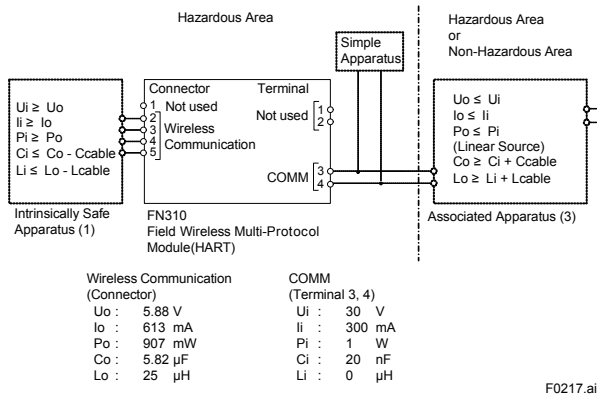 Hazardous Area
Hazardous Area
or
Non-Hazardous Area
Simple
Apparatus
Ui ≥ Uo
Ii ≥ Io
Pi ≥ Po
Ci ≤ Co - Ccable
Li ≤ Lo - Lcable
Intrinsically Safe
Apparatus (1)
Connector
1 Not used
2
3
4
5
Wireless
Communication
Terminal
Not used
1
2
COMM
3
4
FN310
Field Wireless Multi-Protocol
Module(HART)
Uo ≤ Ui
Io ≤ Ii
Po ≤ Pi
(Linear Source)
Co ≥ Ci + Ccable
Lo ≥ Li + Lcable
Associated Apparatus (3)
Wireless Communication
(Connector)
Uo : 5.88 V
Io : 613 mA
Po : 907 mW
Co : 5.82 µF
Lo : 25 µH
COMM
(Terminal 3, 4)
Ui : 30 V
Ii : 300 mA
Pi : 1 W
Ci : 20 nF
Li : 0 µH
F0217.ai